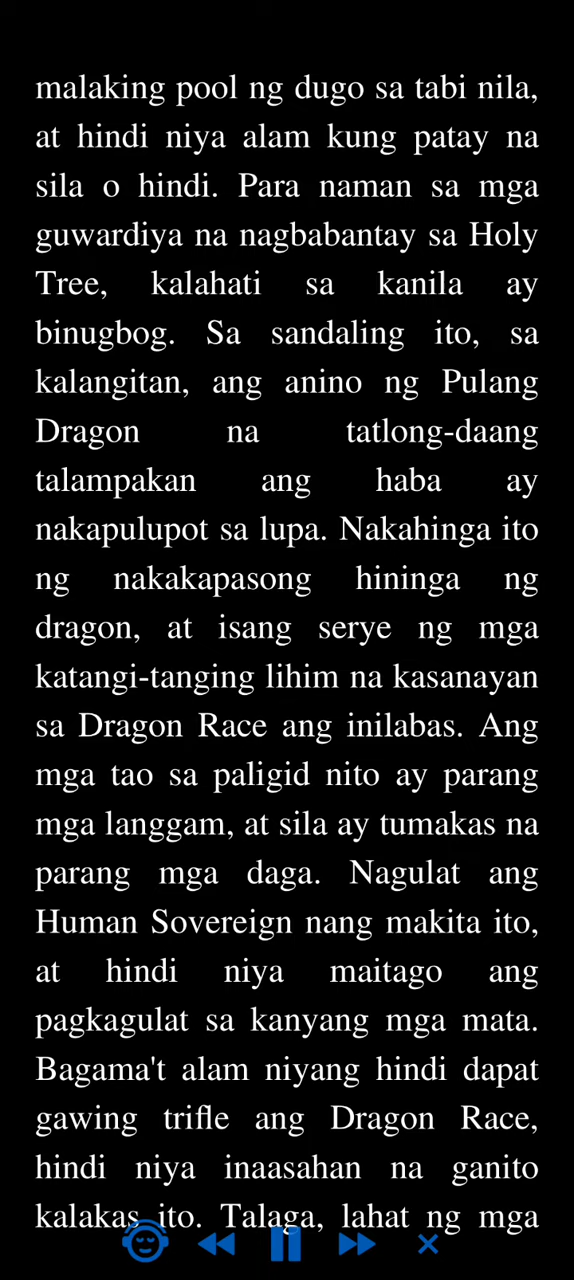 malaking pool ng dugo sa tabi nila,
at hindi niya alam kung patay na
sila o hindi. Para naman sa mga
guwardiya na nagbabantay sa Holy
Tree, kalahati sa kanila ay
binugbog. Sa sandaling ito, sa
kalangitan, ang anino ng Pulang
Dragon na tatlong-daang
talampakan ang haba ay
nakapulupot sa lupa. Nakahinga ito
ng nakakapasong hininga ng
dragon, at isang serye ng mga
katangi-tanging lihim na kasanayan
sa Dragon Race ang inilabas. Ang
mga tao sa paligid nito ay parang
mga langgam, at sila ay tumakas na
parang mga daga. Nagulat ang
Human Sovereign nang makita ito,
at hindi niya maitago ang
pagkagulat sa kanyang mga mata.
Bagama't alam niyang hindi dapat
gawing trifle ang Dragon Race,
hindi niya inaasahan na ganito
kalakas ito. Talaga, lahat ng mga